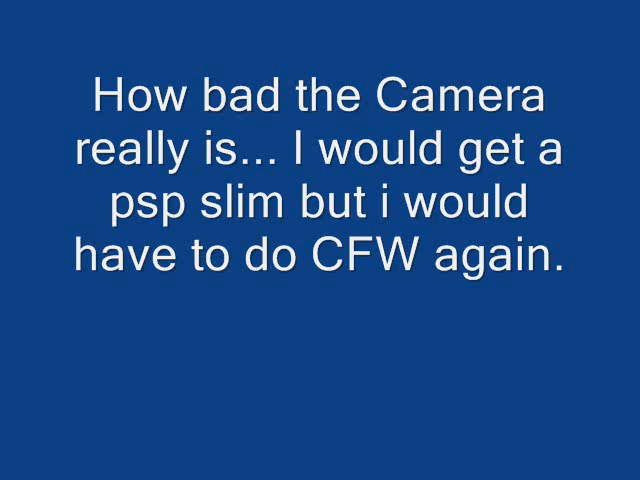 How bad the Camera
really is... I would get a
psp slim but i would
have to do CFW again.